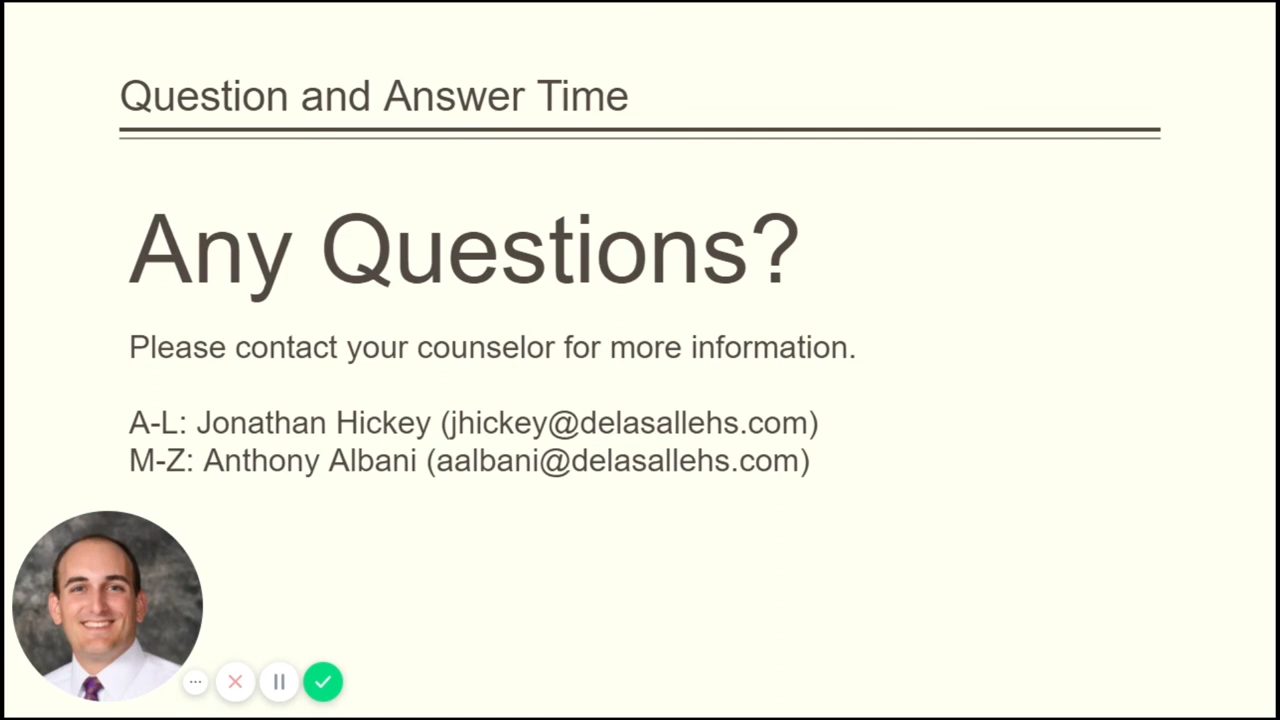 Question and Answer Time
Any Questions?
Please contact your counselor for more information.
A-L: Jonathan Hickey (jhickey@delasallehs.com)
M-Z: Anthony Albani (aalbani@delasallehs.com)